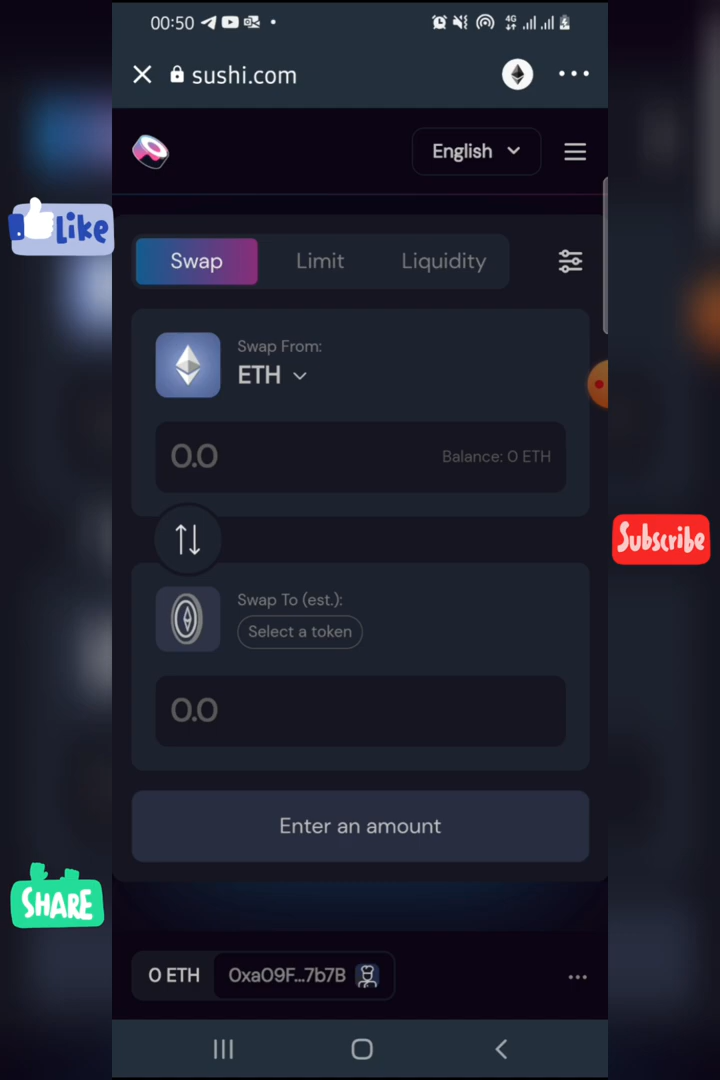 00:50
4G
sushi.com
English
Like
Swap Limit Liquidity
Swap From:
ETH
0.0 Balance: 0 ETH
Subscribe
Swap To (est.):
Select a token
0.0
Enter an amount
SHARE
0 ETH 0xa09F...7b7B